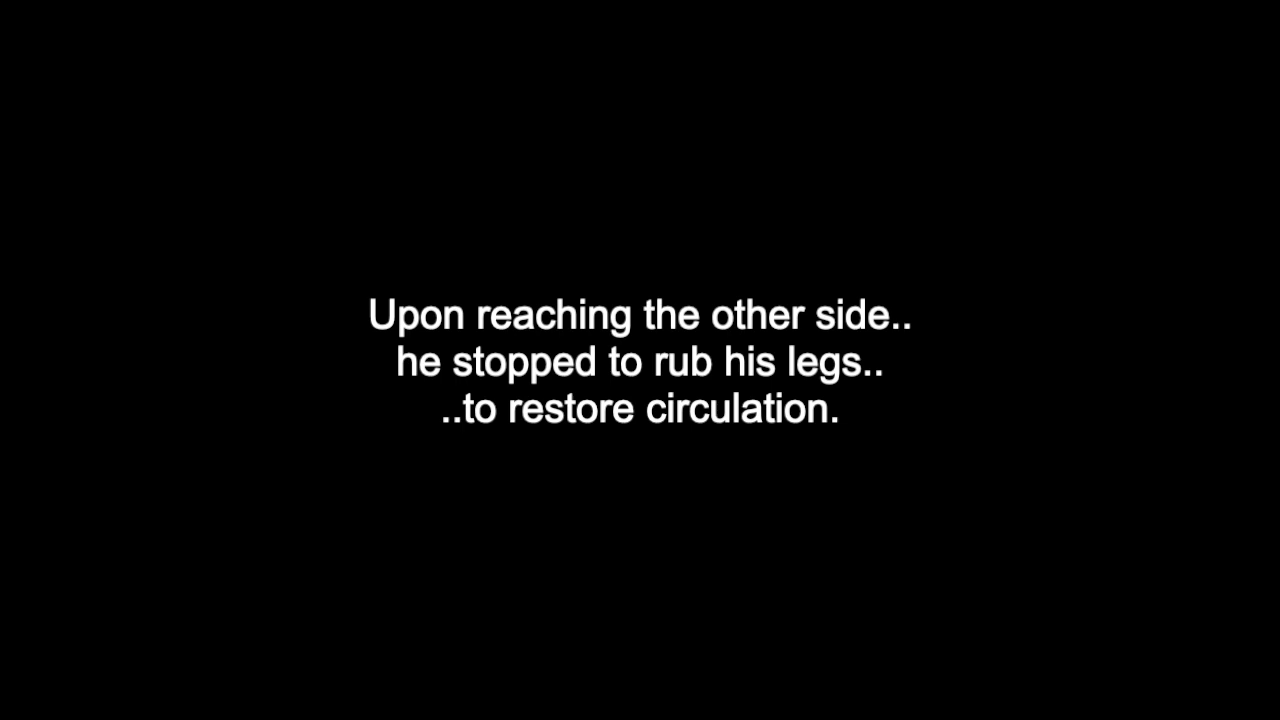 Upon reaching the other side..
he stopped to rub his legs..
..to restore circulation.